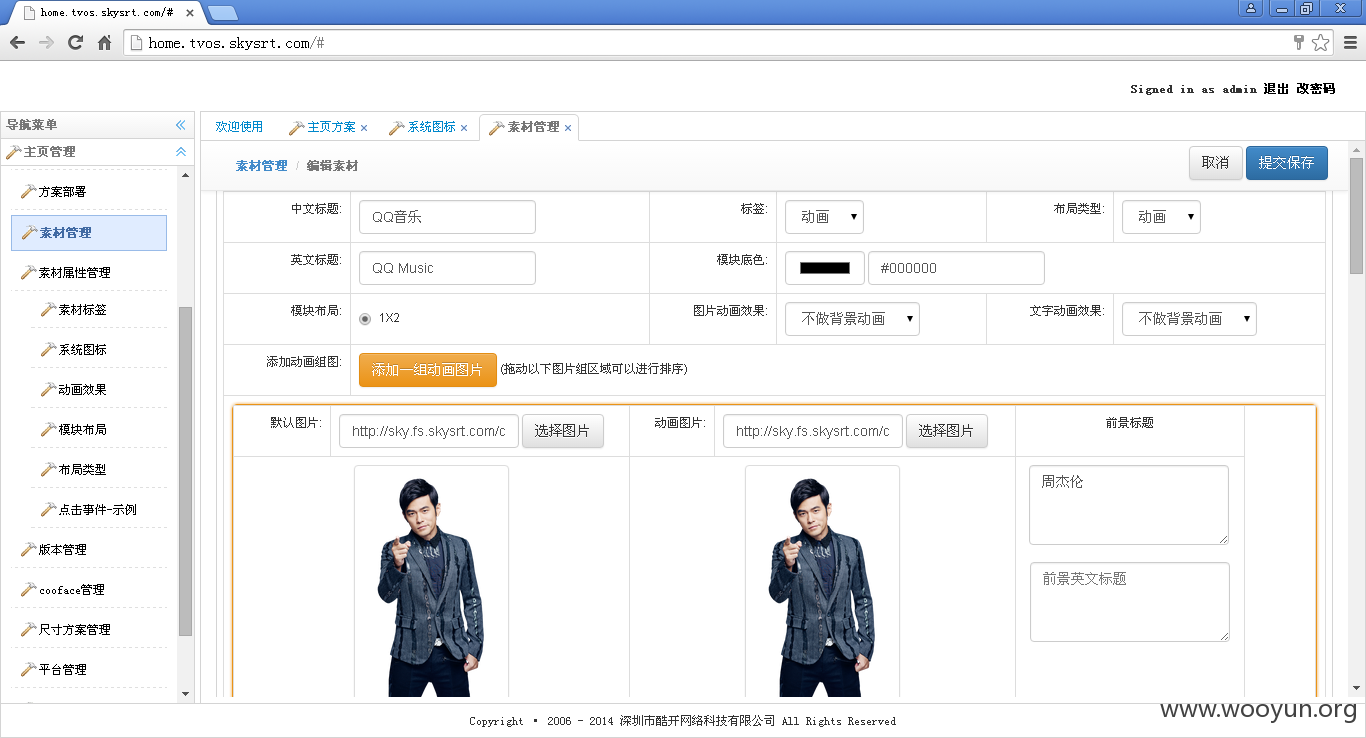 home.tvos.skysrt.com/#
home.tvos.skysrt.com/#
Signed in as admin 退出 改密码
导航菜单
主页管理
方案部署
素材管理
素材属性管理
素材标签
系统图标
动画效果
模块布局
布局类型
点击事件-示例
版本管理
cooface管理
尺寸方案管理
平台管理
欢迎使用 主页方案 系统图标 素材管理
素材管理 / 编辑素材 取消 提交保存
中文标题: QQ音乐 标签: 动画 布局类型: 动画
英文标题: QQ Music 模块底色: #000000
模块布局: 1X2 图片动画效果: 不做背景动画 文字动画效果: 不做背景动画
添加动画组图: 添加一组动画图片 (拖动以下图片组区域可以进行排序)
默认图片: http://sky.fs.skysrt.com/c 选择图片 动画图片: http://sky.fs.skysrt.com/c 选择图片 前景标题
周杰伦
前景英文标题
Copyright • 2006 - 2014 深圳市酷开网络科技有限公司 All Rights Reserved
www.wooyun.org